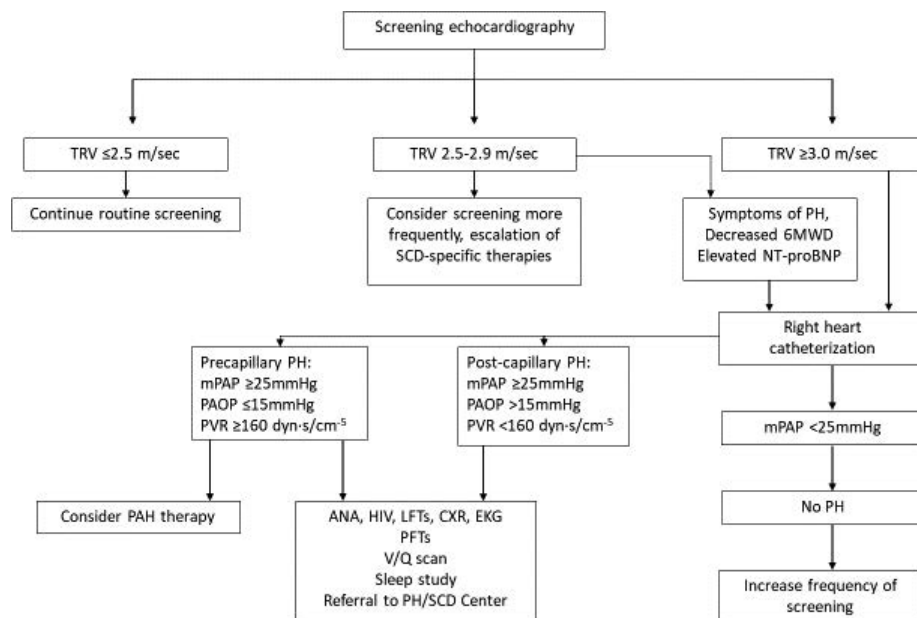 Screening echocardiography
TRV ≤2.5 m/sec
TRV 2.5-2.9 m/sec
TRV ≥3.0 m/sec
Continue routine screening
Consider screening more
frequently, escalation of
SCD-specific therapies
Symptoms of PH,
Decreased 6MWD
Elevated NT-proBNP
Right heart
catheterization
Precapillary PH:
mPAP ≥25mmHg
PAOP ≤15mmHg
PVR ≥160 dyn·s/cm⁻⁵
Post-capillary PH:
mPAP ≥25mmHg
PAOP >15mmHg
PVR <160 dyn·s/cm⁻⁵
mPAP <25mmHg
Consider PAH therapy
ANA, HIV, LFTs, CXR, EKG
PFTs
V/Q scan
Sleep study
Referral to PH/SCD Center
No PH
Increase frequency of
screening